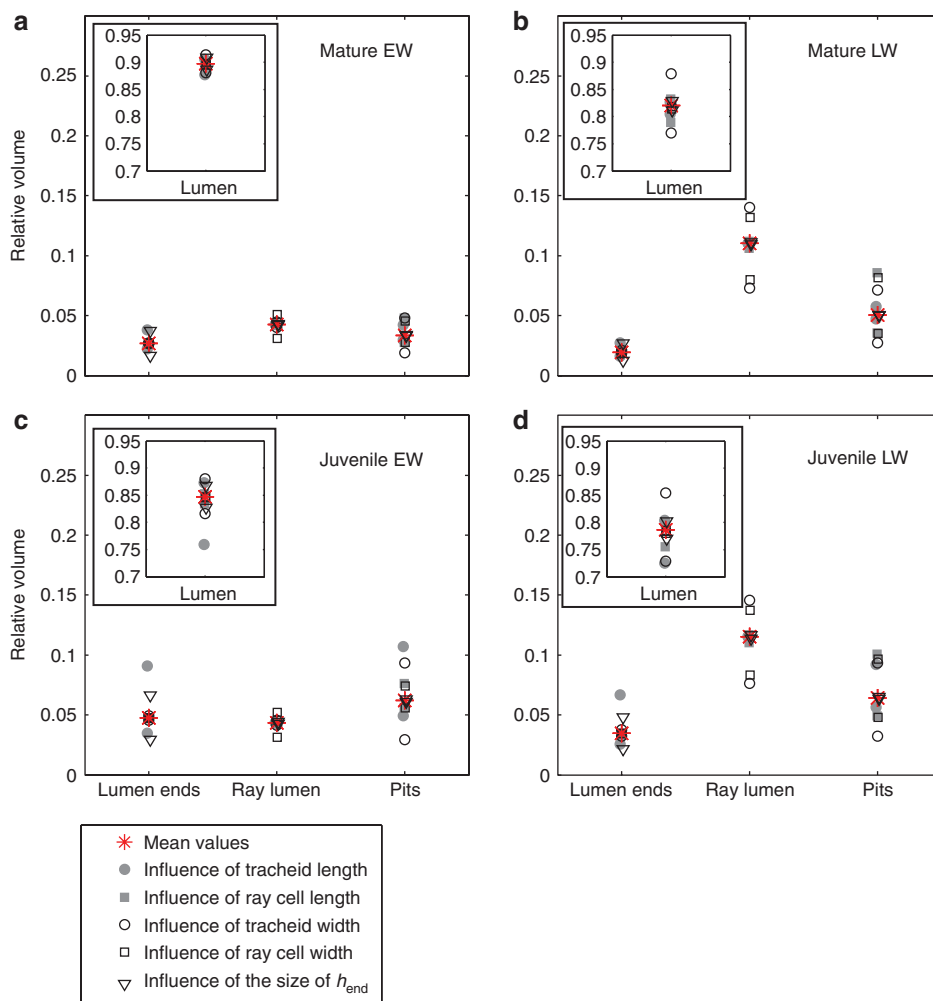 a
Mature EW
0.95
0.9
0.85
0.8
0.75
0.7
Lumen
0.25
0.2
0.15
0.1
0.05
0
Relative volume
b
Mature LW
0.95
0.9
0.85
0.8
0.75
0.7
Lumen
0.25
0.2
0.15
0.1
0.05
0
c
Juvenile EW
0.95
0.9
0.85
0.8
0.75
0.7
Lumen
0.25
0.2
0.15
0.1
0.05
0
Relative volume
Lumen ends Ray lumen Pits
d
Juvenile LW
0.95
0.9
0.85
0.8
0.75
0.7
Lumen
0.25
0.2
0.15
0.1
0.05
0
Lumen ends Ray lumen Pits
Mean values
Influence of tracheid length
Influence of ray cell length
Influence of tracheid width
Influence of ray cell width
Influence of the size of h_end